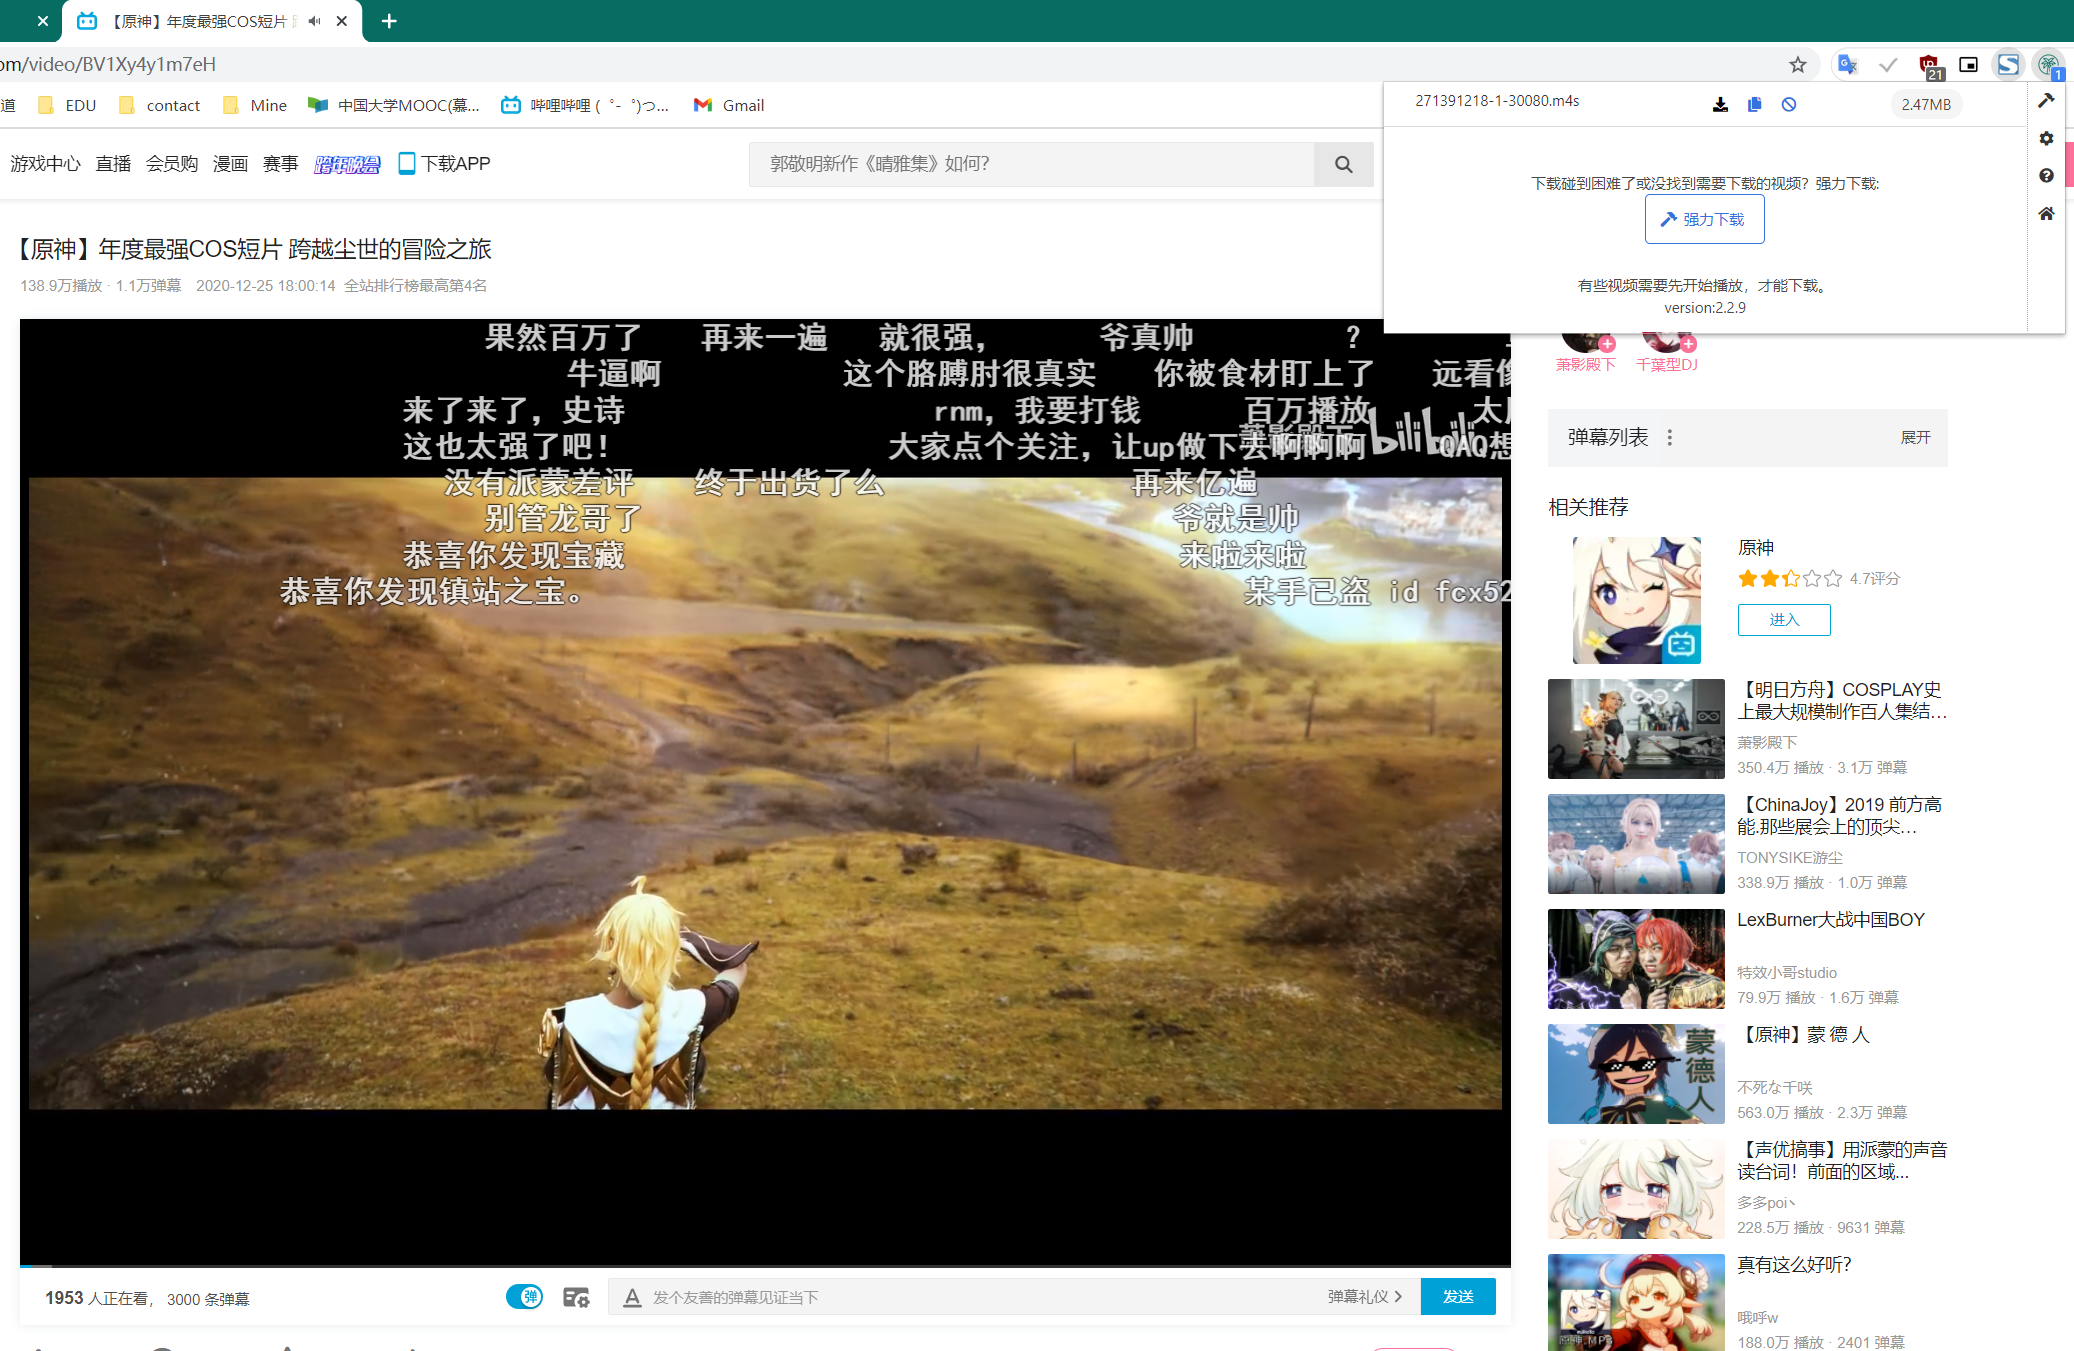 【原神】年度最强COS短片
om/video/BV1Xy4y1m7eH
21
1
道
EDU
contact
Mine
中国大学MOOC(慕...
哔哩哔哩 ( ゜- ゜)つ...
Gmail
271391218-1-30080.m4s
2.47MB
下载碰到困难了或没找到需要下载的视频？强力下载:
强力下载
有些视频需要先开始播放，才能下载。
version:2.2.9
游戏中心
直播
会员购
漫画
赛事
跨年晚会
下载APP
郭敬明新作《晴雅集》如何？
【原神】年度最强COS短片 跨越尘世的冒险之旅
138.9万播放 · 1.1万弹幕
2020-12-25 18:00:14
全站排行榜最高第4名
果然百万了
再来一遍
就很强，
爷真帅
？
牛逼啊
这个胳膊肘很真实
你被食材盯上了
远看像
来了来了，史诗
rnm，我要打钱
百万播放
这也太强了吧！
大家点个关注，让up做下去啊啊啊
萧影殿下
bilibili
QAQ想
没有派蒙差评
终于出货了么
再来亿遍
别管龙哥了
爷就是帅
恭喜你发现宝藏
来啦来啦
恭喜你发现镇站之宝。
某手已盗 id fcx52
萧影殿下
千葉型DJ
弹幕列表
展开
相关推荐
原神
4.7评分
进入
【明日方舟】COSPLAY史
上最大规模制作百人集结...
萧影殿下
350.4万 播放 · 3.1万 弹幕
【ChinaJoy】2019 前方高
能.那些展会上的顶尖...
TONYSIKE游尘
338.9万 播放 · 1.0万 弹幕
LexBurner大战中国BOY
特效小哥studio
79.9万 播放 · 1.6万 弹幕
蒙德人
【原神】蒙 德 人
不死な千咲
563.0万 播放 · 2.3万 弹幕
【声优搞事】用派蒙的声音
读台词！前面的区域...
多多poi丶
228.5万 播放 · 9631 弹幕
原神.MP3
真有这么好听？
哦呼w
188.0万 播放 · 2401 弹幕
1953 人正在看， 3000 条弹幕
弹
发个友善的弹幕见证当下
弹幕礼仪
发送